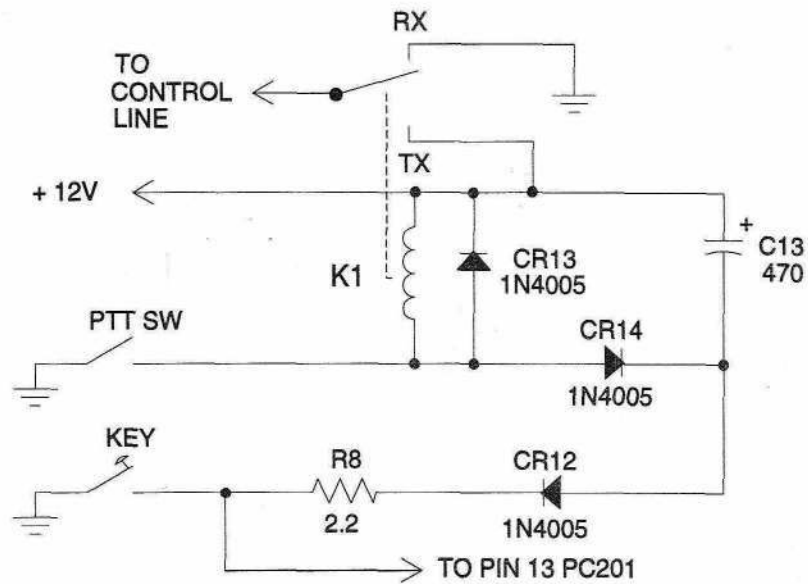 RX
TO
CONTROL
LINE
TX
+ 12V
K1
CR13
1N4005
+
C13
470
PTT SW
CR14
1N4005
KEY
R8
2.2
CR12
1N4005
TO PIN 13 PC201